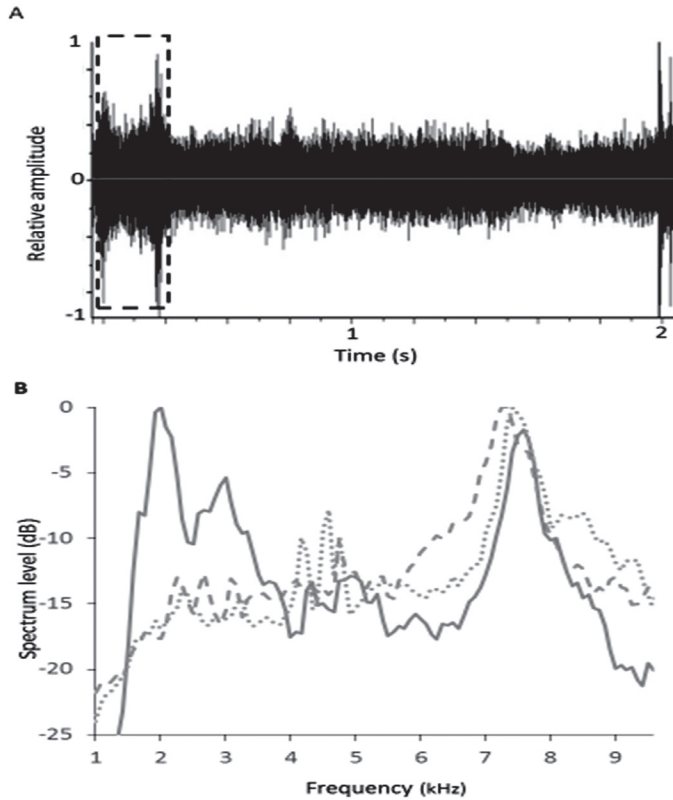 A
1
0
-1
Relative amplitude
1
2
Time (s)
B
0
-5
-10
-15
-20
-25
Spectrum level (dB)
1 2 3 4 5 6 7 8 9
Frequency (kHz)